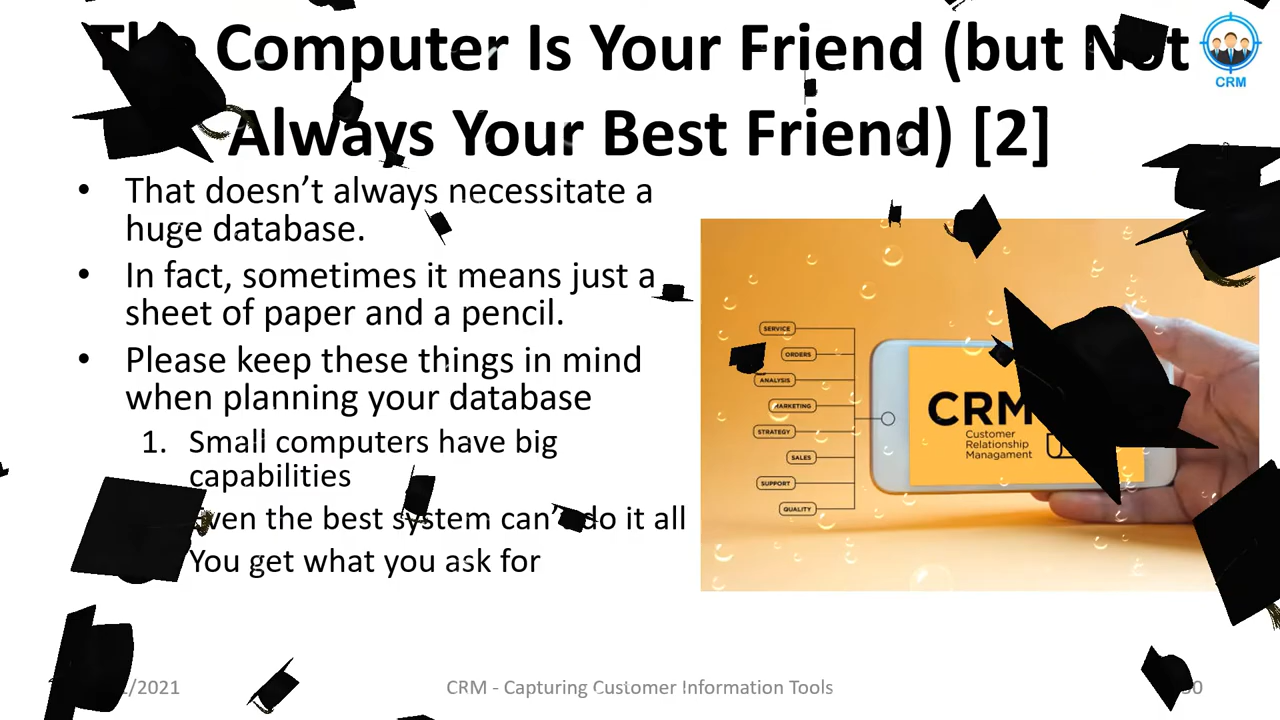 The Computer Is Your Friend (but Not
Always Your Best Friend) [2]
CRM
• That doesn’t always necessitate a
huge database.
• In fact, sometimes it means just a
sheet of paper and a pencil.
• Please keep these things in mind
when planning your database
1. Small computers have big
capabilities
Even the best system can’t do it all
You get what you ask for
SERVICE
ORDERS
ANALYSIS
MARKETING
STRATEGY
SALES
SUPPORT
QUALITY
CRM
Customer
Relationship
Managament
/2021
CRM - Capturing Customer Information Tools